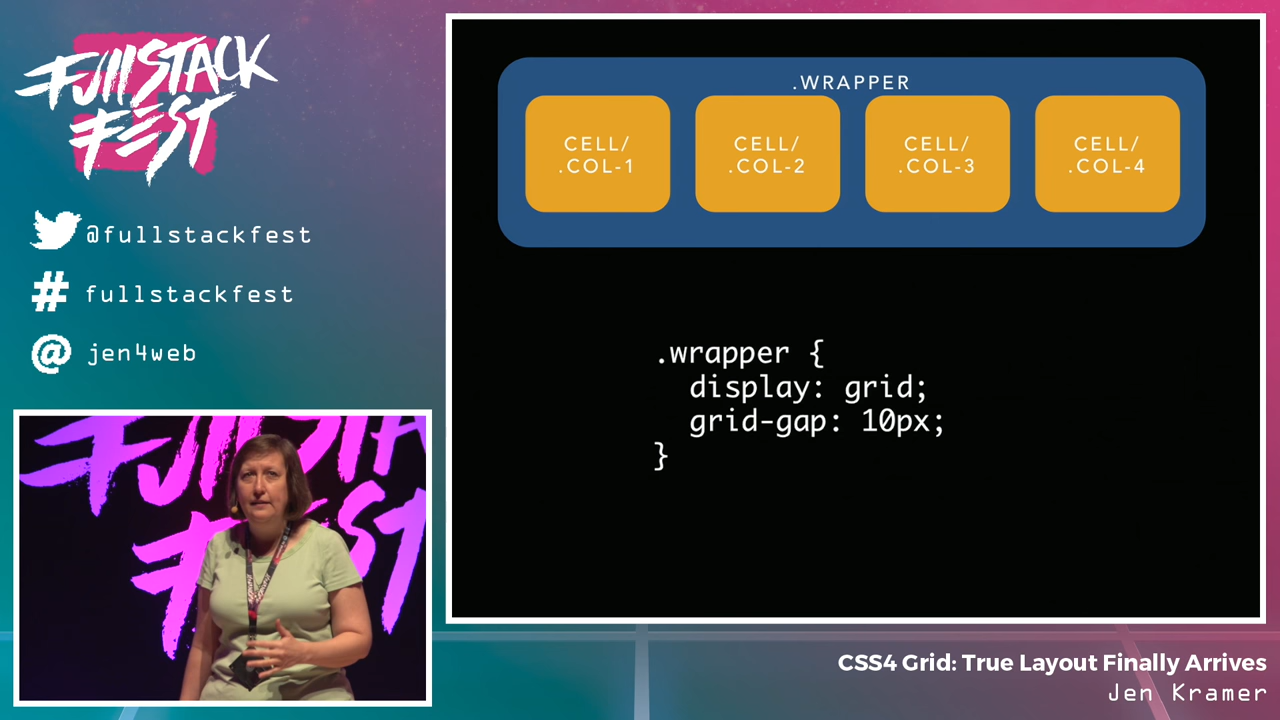 FullSTACK
FEST
@fullstackfest
# fullstackfest
@ jen4web
.WRAPPER
CELL/
.COL-1
CELL/
.COL-2
CELL/
.COL-3
CELL/
.COL-4
.wrapper {
display: grid;
grid-gap: 10px;
}
CSS4 Grid: True Layout Finally Arrives
Jen Kramer